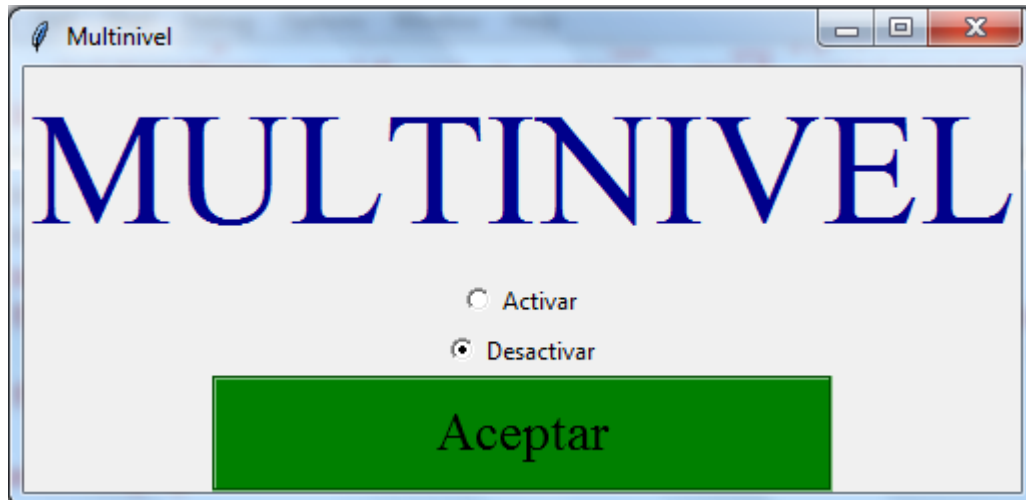 Multinivel
MULTINIVEL
Activar
Desactivar
Aceptar